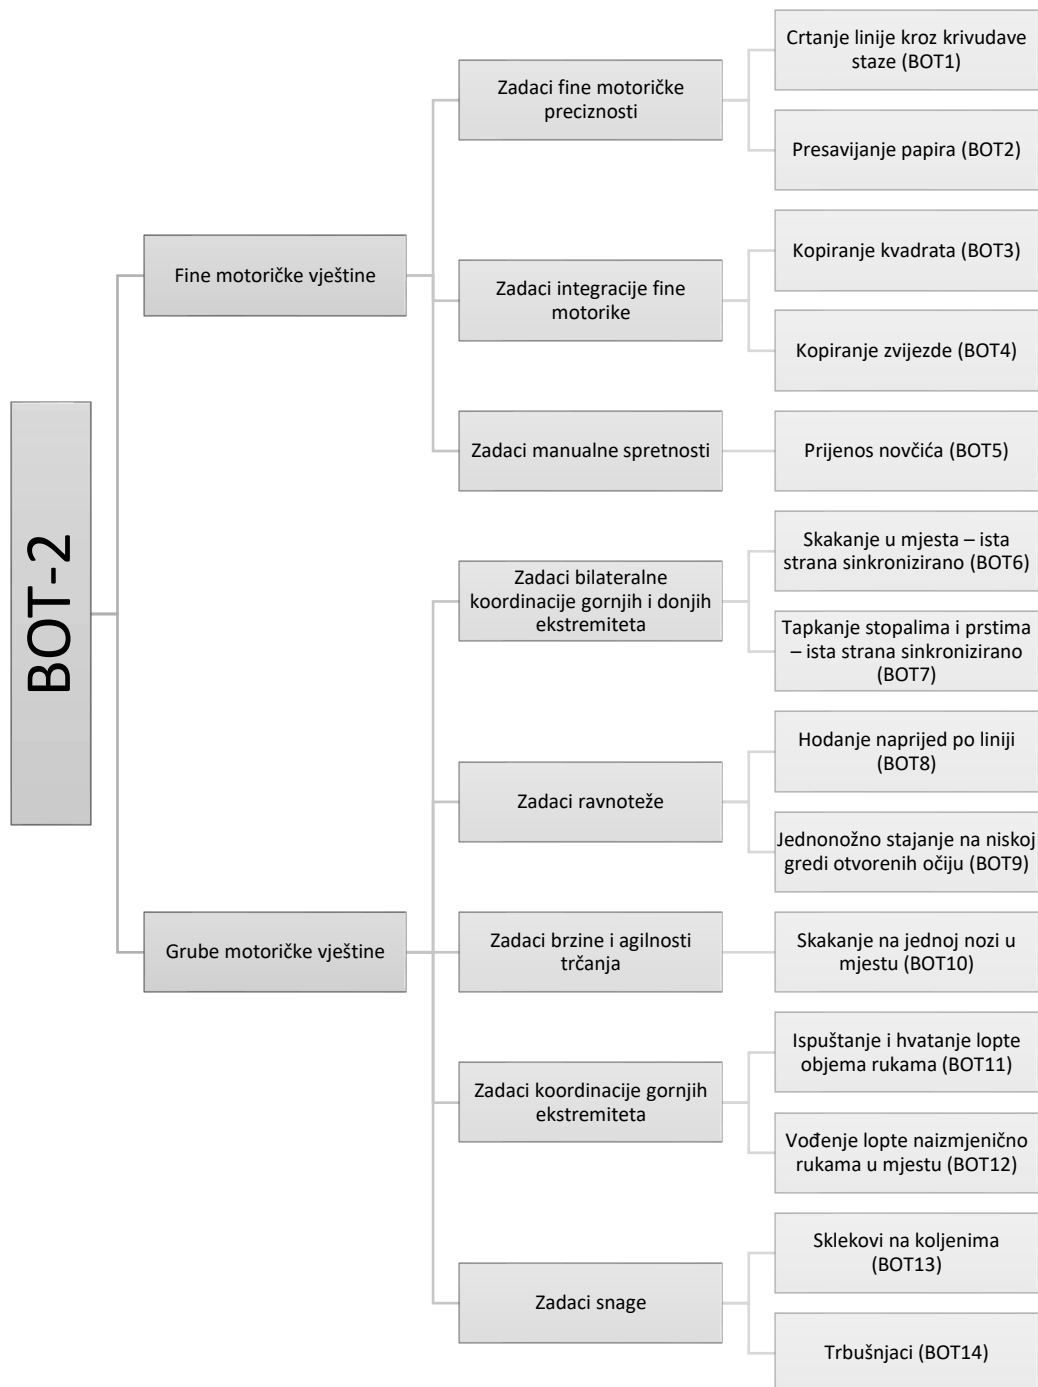 BOT-2
Fine motoričke vještine
Zadaci fine motoričke
preciznosti
Crtanje linije kroz krivudave
staze (BOT1)
Presavijanje papira (BOT2)
Zadaci integracije fine
motorike
Kopiranje kvadrata (BOT3)
Kopiranje zvijezde (BOT4)
Zadaci manualne spretnosti
Prijenos novčića (BOT5)
Grube motoričke vještine
Zadaci bilateralne
koordinacije gornjih i donjih
ekstremiteta
Skakanje u mjesta – ista
strana sinkronizirano (BOT6)
Tapkanje stopalima i prstima
– ista strana sinkronizirano
(BOT7)
Zadaci ravnoteže
Hodanje naprijed po liniji
(BOT8)
Jednonožno stajanje na niskoj
gredi otvorenih očiju (BOT9)
Zadaci brzine i agilnosti
trčanja
Skakanje na jednoj nozi u
mjestu (BOT10)
Zadaci koordinacije gornjih
ekstremiteta
Ispuštanje i hvatanje lopte
objema rukama (BOT11)
Vođenje lopte naizmjenično
rukama u mjestu (BOT12)
Zadaci snage
Sklekovi na koljenima
(BOT13)
Trbušnjaci (BOT14)